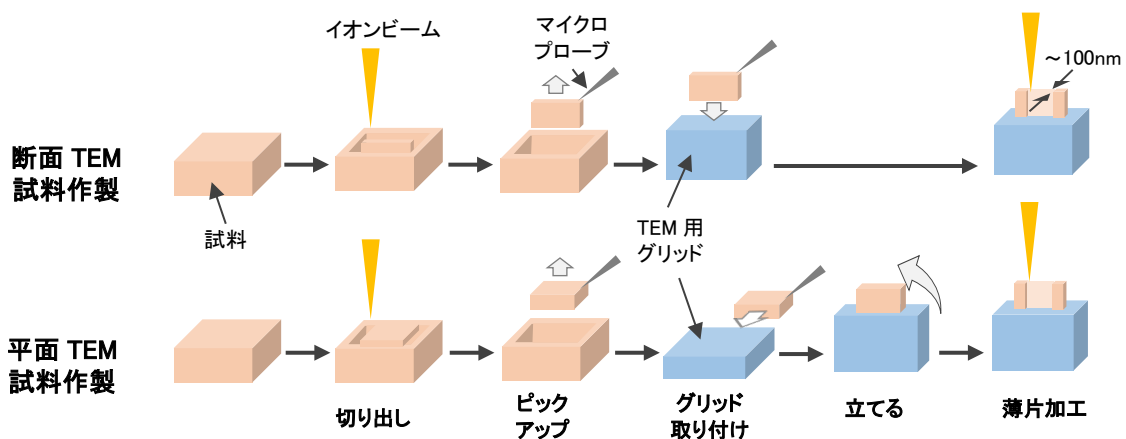 イオンビーム
マイクロ
プローブ
～100nm
断面 TEM
試料作製
試料
TEM 用
グリッド
平面 TEM
試料作製
切り出し
ピック
アップ
グリッド
取り付け
立てる
薄片加工